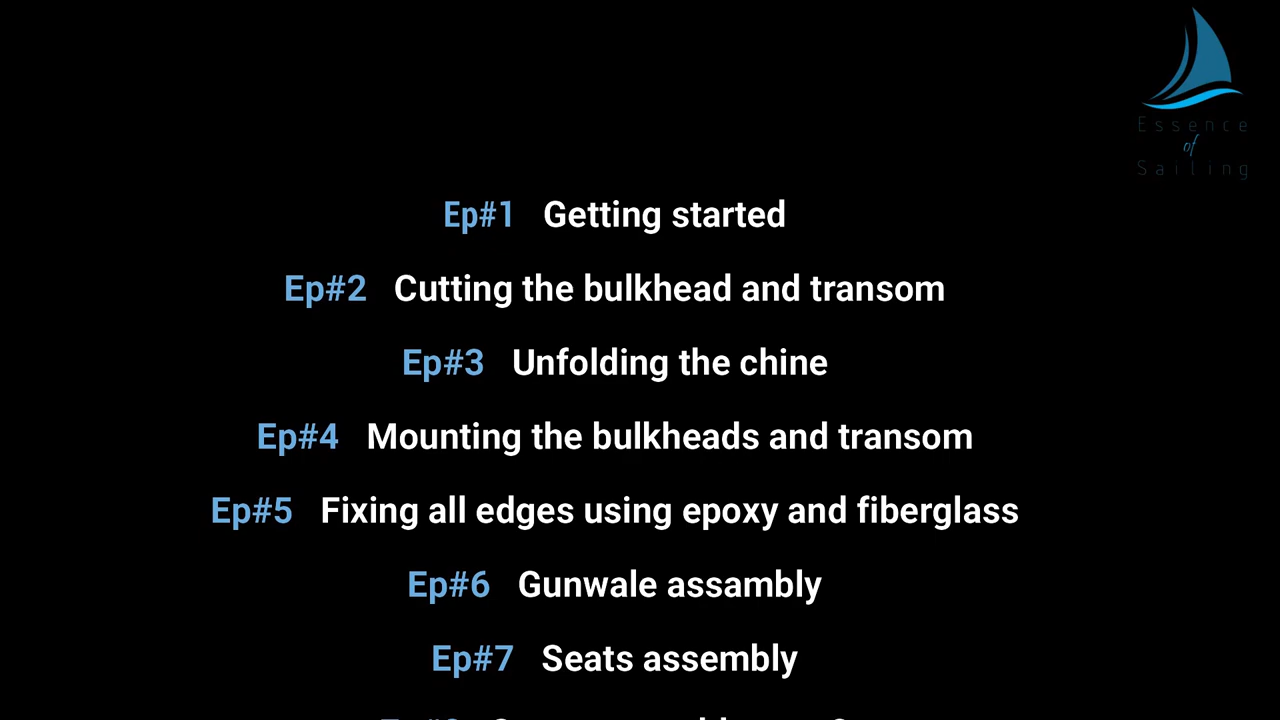 Essence
of
Sailing
Ep#1 Getting started
Ep#2 Cutting the bulkhead and transom
Ep#3 Unfolding the chine
Ep#4 Mounting the bulkheads and transom
Ep#5 Fixing all edges using epoxy and fiberglass
Ep#6 Gunwale assambly
Ep#7 Seats assembly